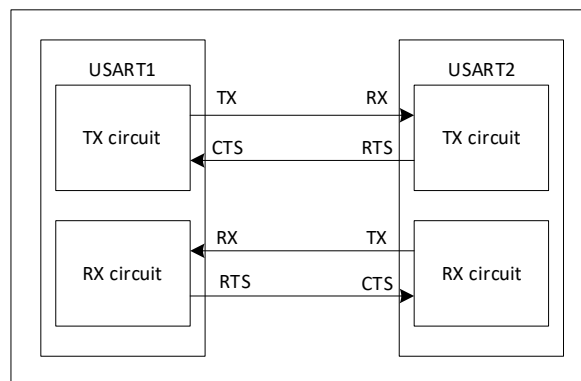 USART1 USART2
TX RX
TX circuit TX circuit
CTS RTS
RX TX
RX circuit RX circuit
RTS CTS